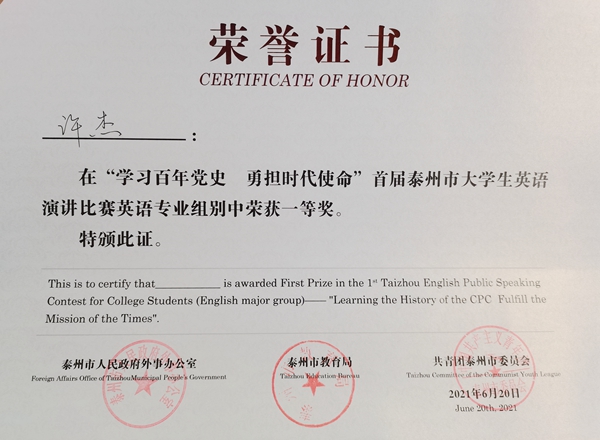 荣誉证书
CERTIFICATE OF HONOR
许杰:
在“学习百年党史 勇担时代使命”首届泰州市大学生英语
演讲比赛英语专业组别中荣获一等奖。
特颁此证。
This is to certify that____________ is awarded First Prize in the 1st Taizhou English Public Speaking
Contest for College Students (English major group)—— "Learning the History of the CPC Fulfill the
Mission of the Times".
泰州市人民政府外事办公室
Foreign Affairs Office of TaizhouMunicipal People's Government
泰州市教育局
Taizhou Education Bureau
共青团泰州市委员会
Taizhou Committee of the Communist Youth League
2021年6月20日
June 20th, 2021